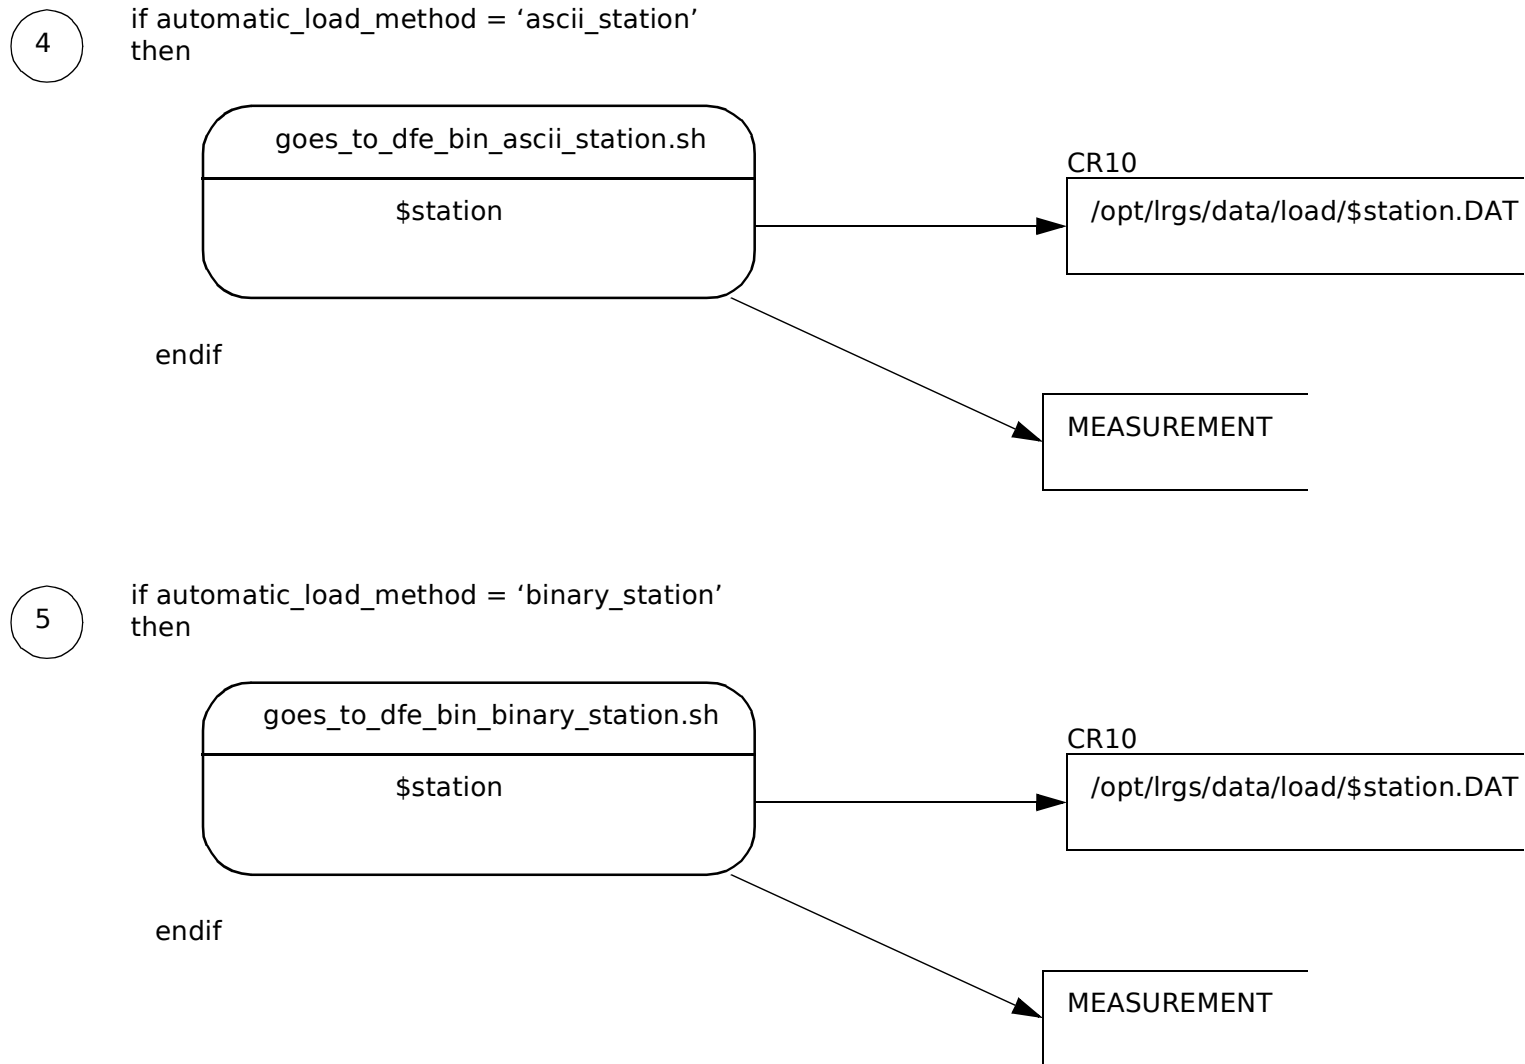 4
if automatic_load_method = ‘ascii_station’
then
goes_to_dfe_bin_ascii_station.sh
$station
CR10
/opt/lrgs/data/load/$station.DAT
endif
MEASUREMENT
5
if automatic_load_method = ‘binary_station’
then
goes_to_dfe_bin_binary_station.sh
$station
CR10
/opt/lrgs/data/load/$station.DAT
endif
MEASUREMENT